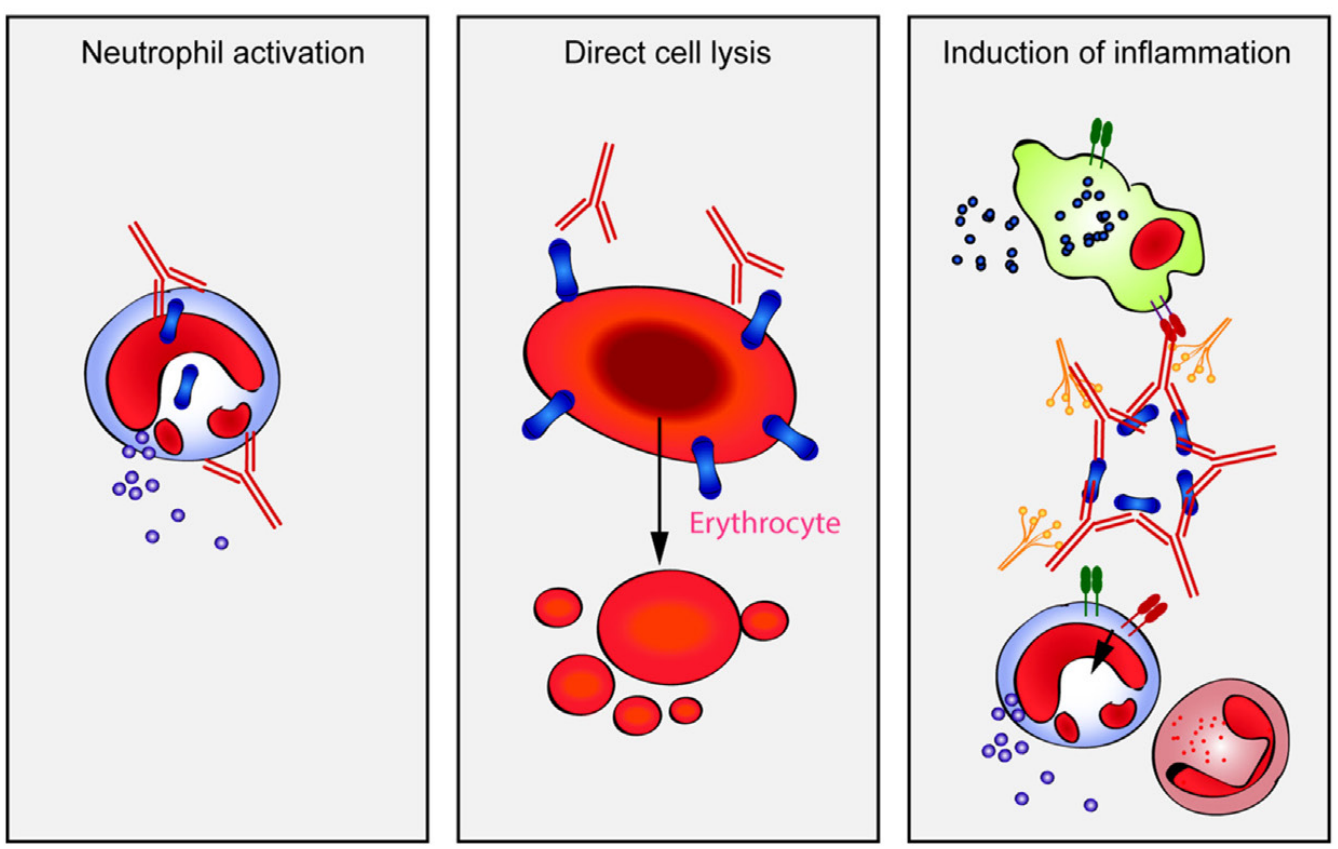 Neutrophil activation
Direct cell lysis
Induction of inflammation
Erythrocyte